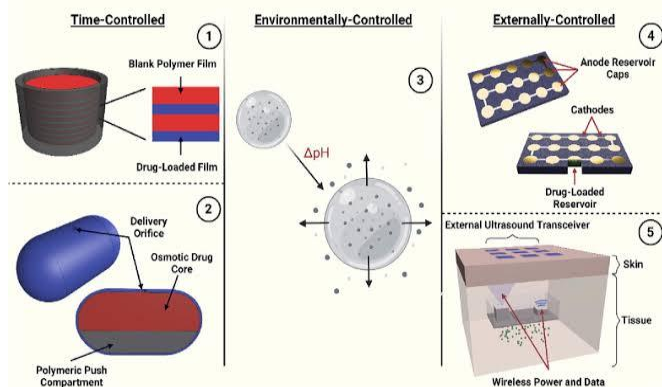 Time-Controlled
Environmentally-Controlled
Externally-Controlled
1
Blank Polymer Film
Drug-Loaded Film
2
Delivery
Orifice
Osmotic Drug
Core
Polymeric Push
Compartment
3
ΔpH
4
Anode Reservoir
Caps
Cathodes
Drug-Loaded
Reservoir
5
External Ultrasound Transceiver
Skin
Tissue
Wireless Power and Data